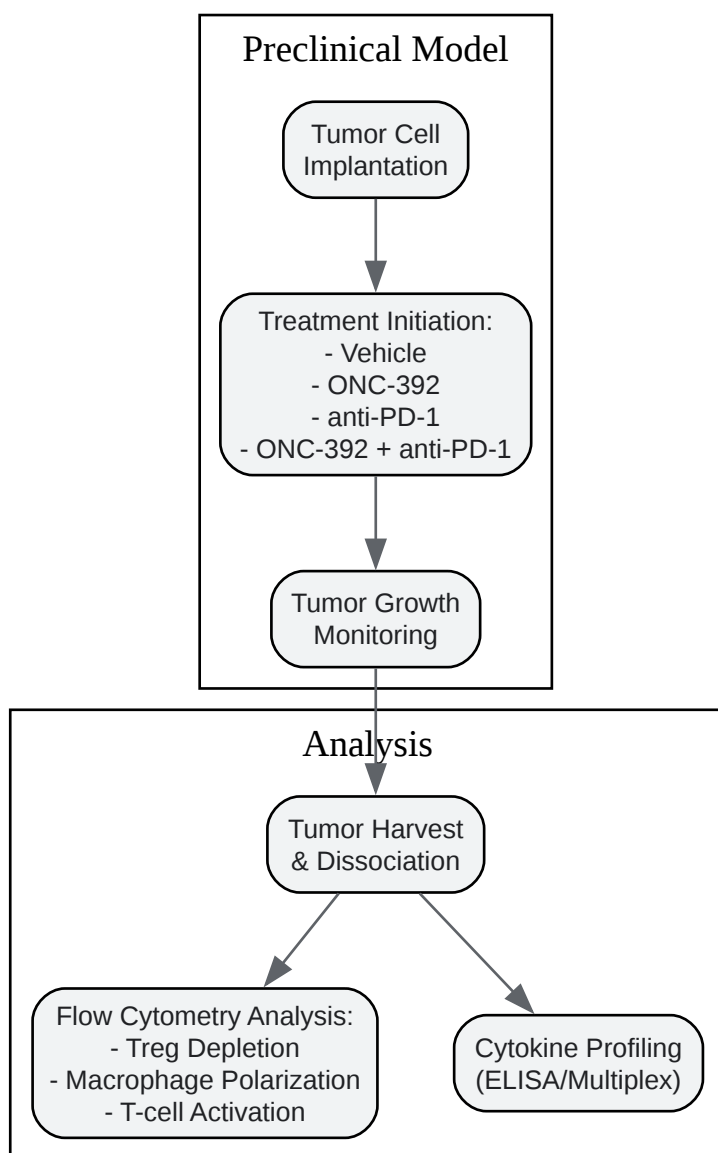 Preclinical Model
Tumor Cell
Implantation
Treatment Initiation:
- Vehicle
- ONC-392
- anti-PD-1
- ONC-392 + anti-PD-1
Tumor Growth
Monitoring
Analysis
Tumor Harvest
& Dissociation
Flow Cytometry Analysis:
- Treg Depletion
- Macrophage Polarization
- T-cell Activation
Cytokine Profiling
(ELISA/Multiplex)